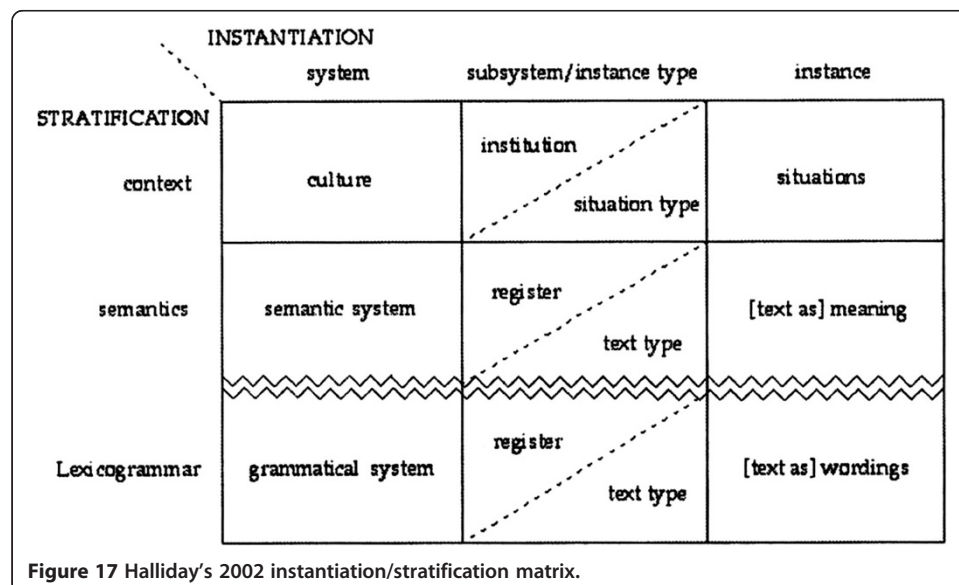 INSTANTIATION
system subsystem/instance type instance
STRATIFICATION
institution
context culture situations
situation type
register
semantics semantic system [text as] meaning
text type
register
Lexicogrammar grammatical system [text as] wordings
text type
Figure 17 Halliday's 2002 instantiation/stratification matrix.